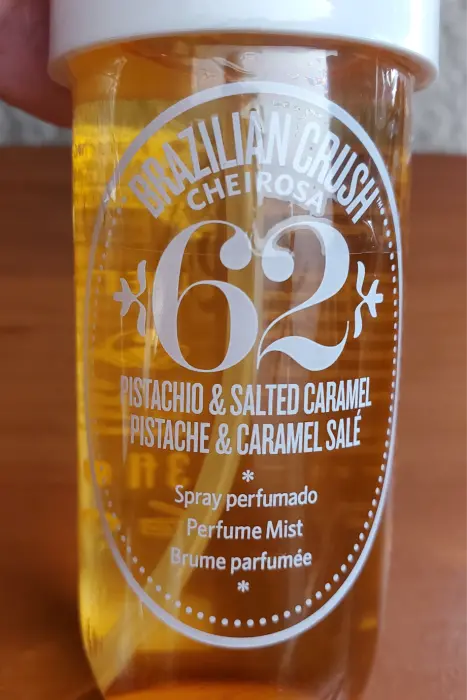 BRAZILIAN CRUSH™
CHEIROSA
62
PISTACHIO & SALTED CARAMEL
PISTACHE & CARAMEL SALÉ
*
Spray perfumado
Perfume Mist
Brume parfumée
*